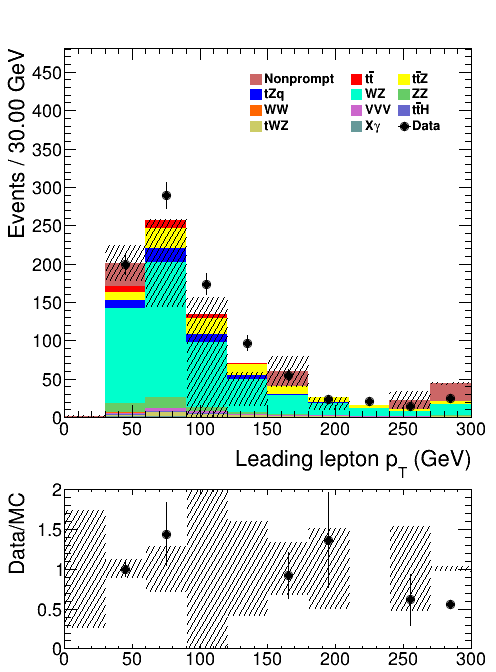 Events / 30.00 GeV
450
400
350
300
250
200
150
100
50
0
Nonprompt tt̄ tt̄Z
tZq WZ ZZ
WW VVV tt̄H
tWZ Xγ Data
0 50 100 150 200 250 300
Leading lepton p_T (GeV)
Data/MC
2
1.5
1
0.5
0
0 50 100 150 200 250 300